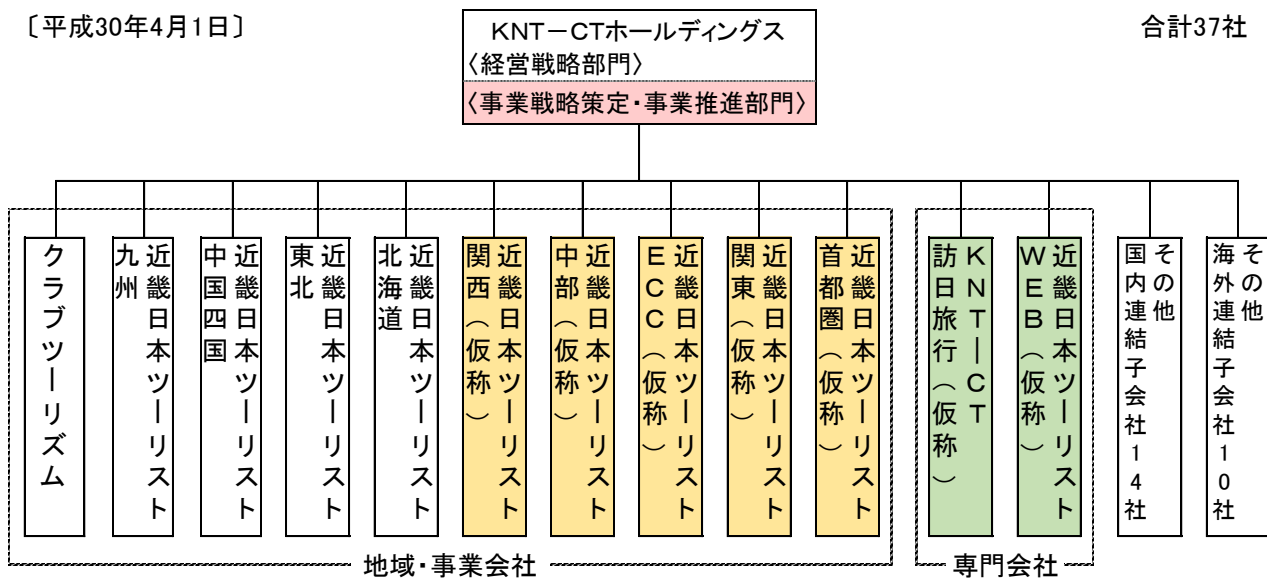 〔平成30年4月1日〕
KNT-CTホールディングス
〈経営戦略部門〉
〈事業戦略策定・事業推進部門〉
合計37社
クラブツーリズム
近畿日本ツーリスト
九州
近畿日本ツーリスト
中国四国
近畿日本ツーリスト
東北
近畿日本ツーリスト
北海道
近畿日本ツーリスト
関西(仮称)
近畿日本ツーリスト
中部(仮称)
近畿日本ツーリスト
ECC(仮称)
近畿日本ツーリスト
関東(仮称)
近畿日本ツーリスト
首都圏(仮称)
KNT-CT
訪日旅行(仮称)
近畿日本ツーリスト
WEB(仮称)
その他
国内連結子会社14社
その他
海外連結子会社10社
地域・事業会社
専門会社